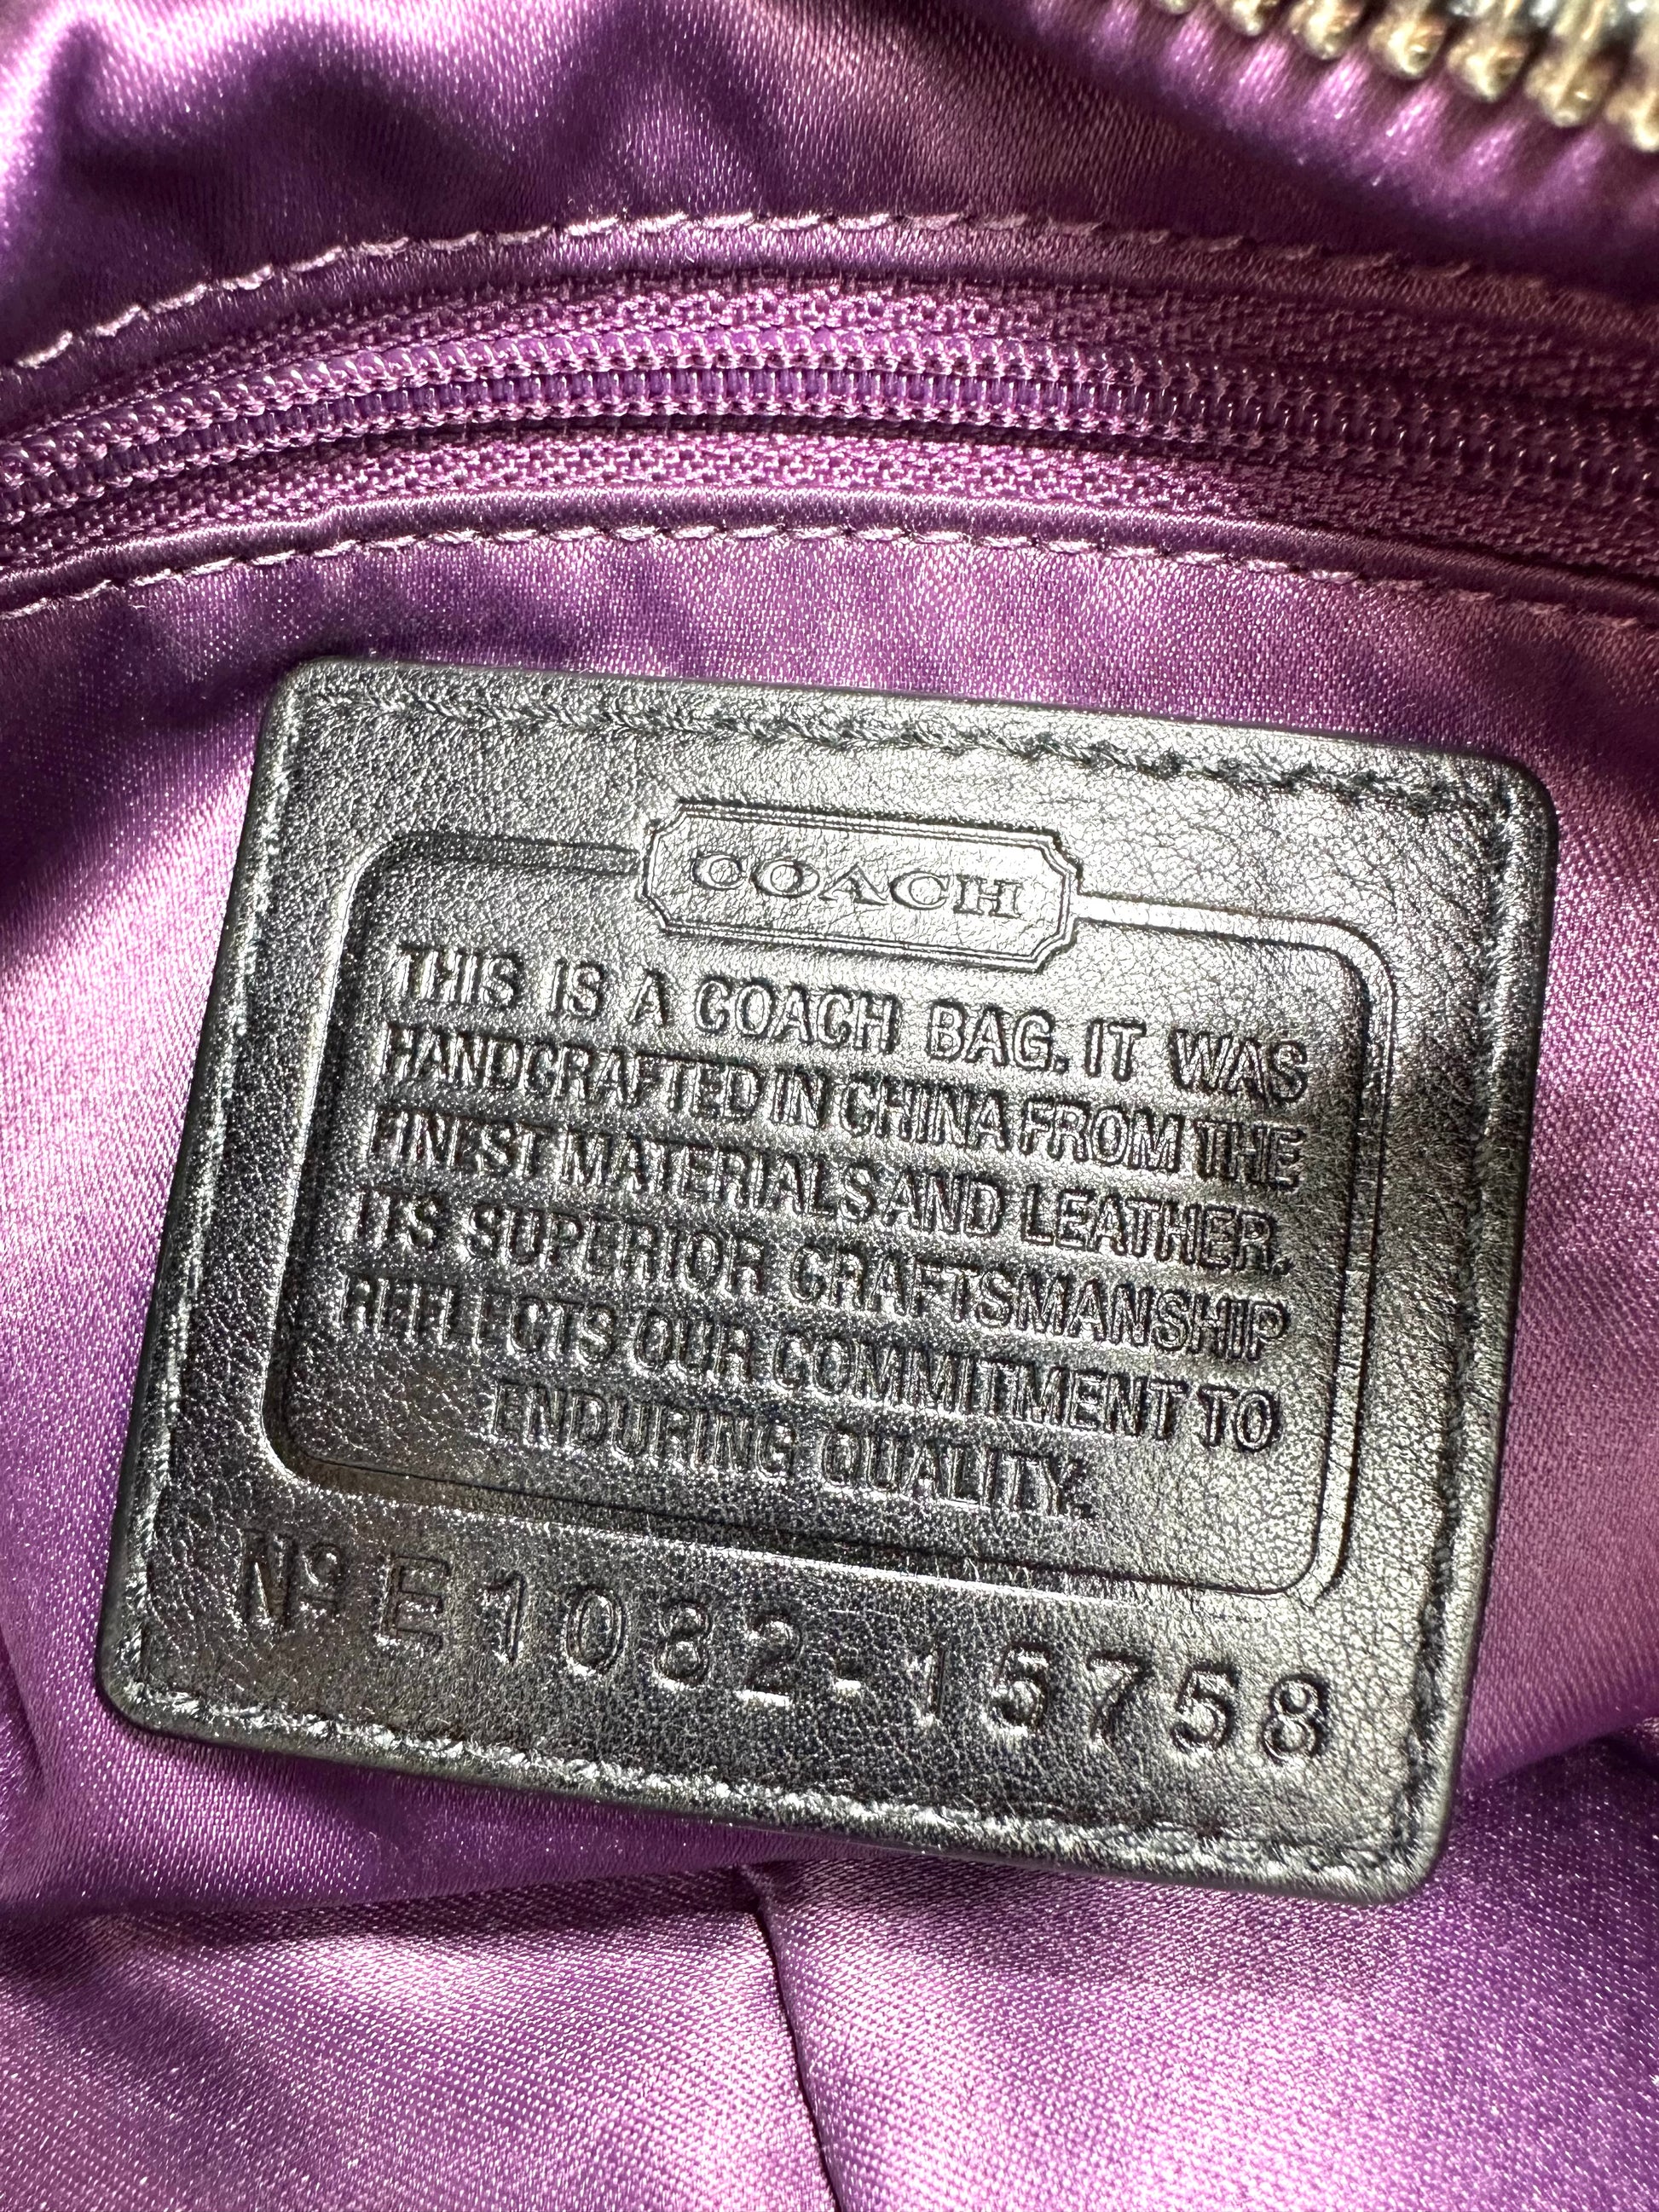 COACH
THIS IS A COACH BAG. IT WAS
HANDCRAFTED IN CHINA FROM THE
FINEST MATERIALS AND LEATHER.
ITS SUPERIOR CRAFTSMANSHIP
REFLECTS OUR COMMITMENT TO
ENDURING QUALITY.
Nº E1082-15758